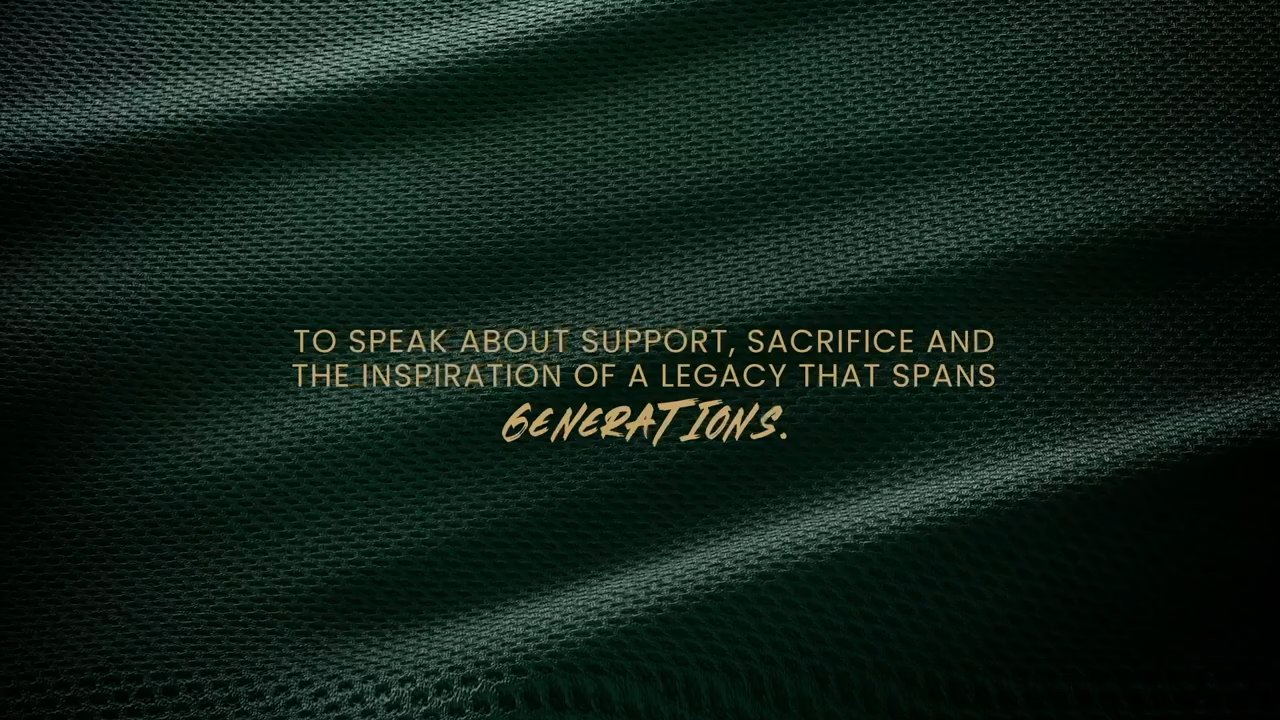 TO SPEAK ABOUT SUPPORT, SACRIFICE AND
THE INSPIRATION OF A LEGACY THAT SPANS
GENERATIONS.